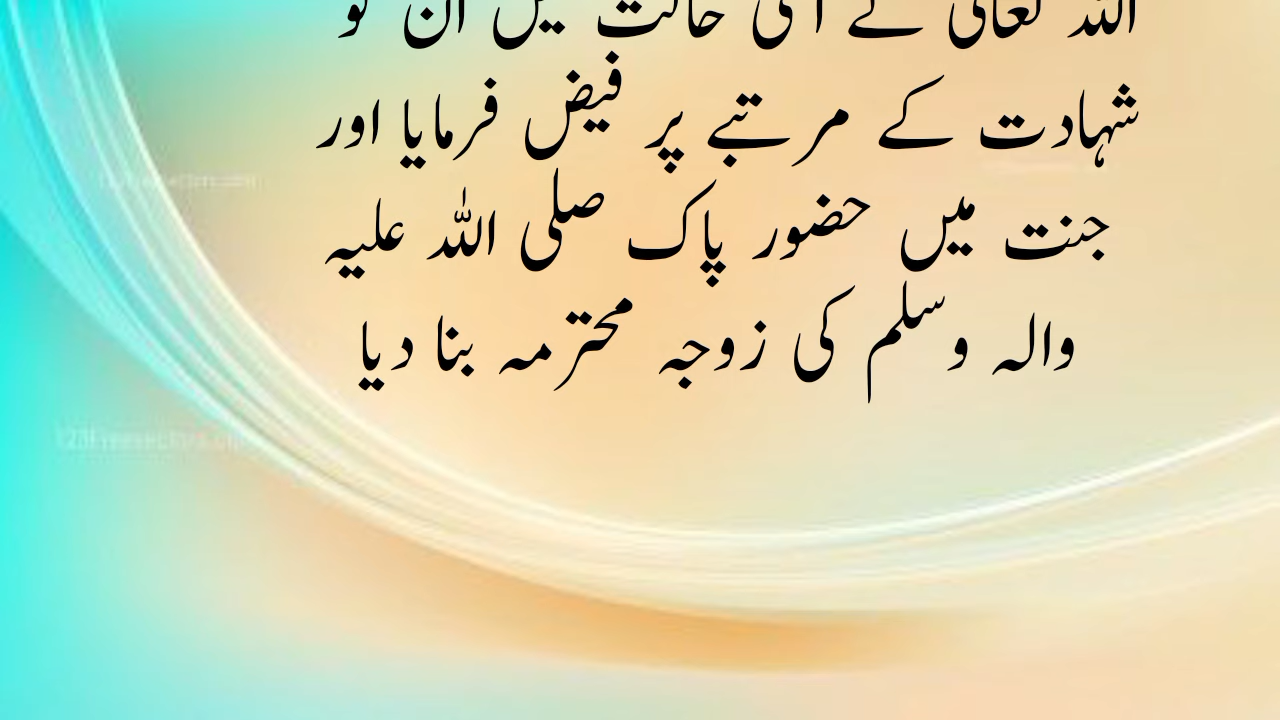 اللہ تعالی نے اسی حالت میں ان کو
شہادت کے مرتبے پر فیض فرمایا اور
جنت میں حضور پاک صلی اللہ علیہ
والہ وسلم کی زوجہ محترمہ بنا دیا